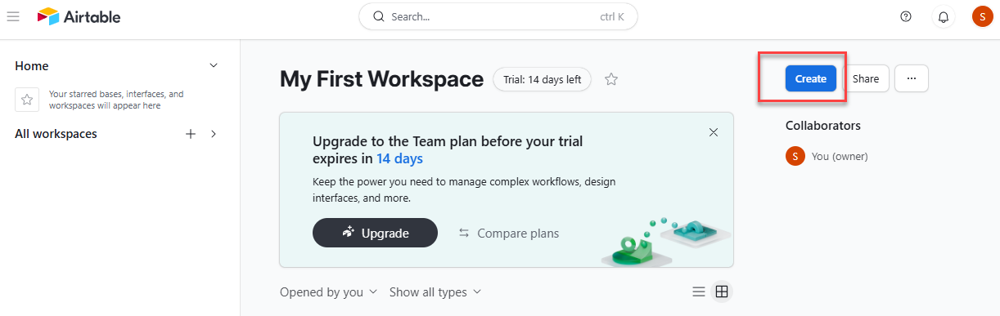 Airtable
Search...
ctrl K
S
Home
Your starred bases, interfaces, and
workspaces will appear here
All workspaces
My First Workspace
Trial: 14 days left
Create
Share
...
Upgrade to the Team plan before your trial
expires in 14 days
Keep the power you need to manage complex workflows, design
interfaces, and more.
Upgrade
Compare plans
Opened by you
Show all types
Collaborators
S
You (owner)